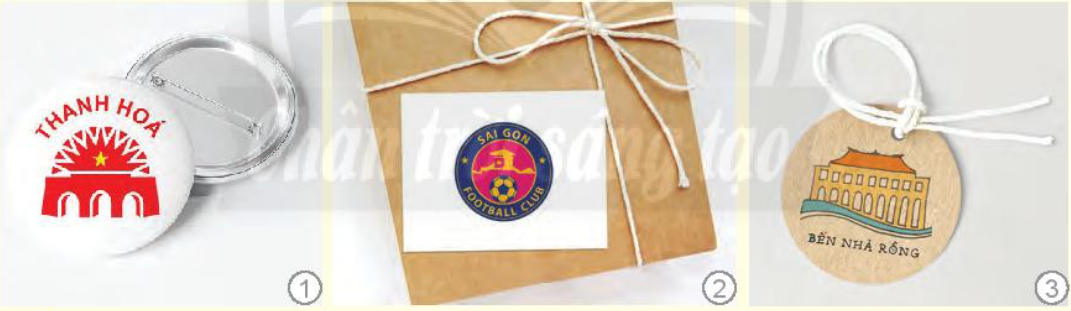 THANH HOÁ
SAI GON
FOOTBALL CLUB
BẾN NHÀ RỒNG
Chân trời sáng tạo
1
2
3